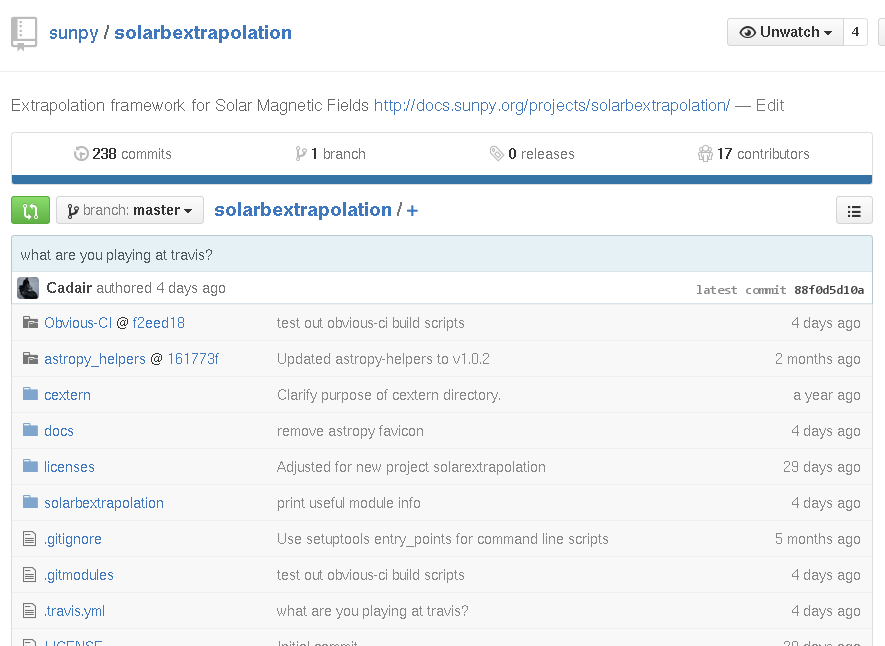 sunpy / solarbextrapolation
Unwatch 4
Extrapolation framework for Solar Magnetic Fields http://docs.sunpy.org/projects/solarbextrapolation/ — Edit
238 commits 1 branch 0 releases 17 contributors
branch: master solarbextrapolation / +
what are you playing at travis?
Cadair authored 4 days ago latest commit 88f0d5d10a
Obvious-CI @ f2eed18 test out obvious-ci build scripts 4 days ago
astropy_helpers @ 161773f Updated astropy-helpers to v1.0.2 2 months ago
cextern Clarify purpose of cextern directory. a year ago
docs remove astropy favicon 4 days ago
licenses Adjusted for new project solarextrapolation 29 days ago
solarbextrapolation print useful module info 4 days ago
.gitignore Use setuptools entry_points for command line scripts 5 months ago
.gitmodules test out obvious-ci build scripts 4 days ago
.travis.yml what are you playing at travis? 4 days ago
LICENSE Initial commit 29 days ago